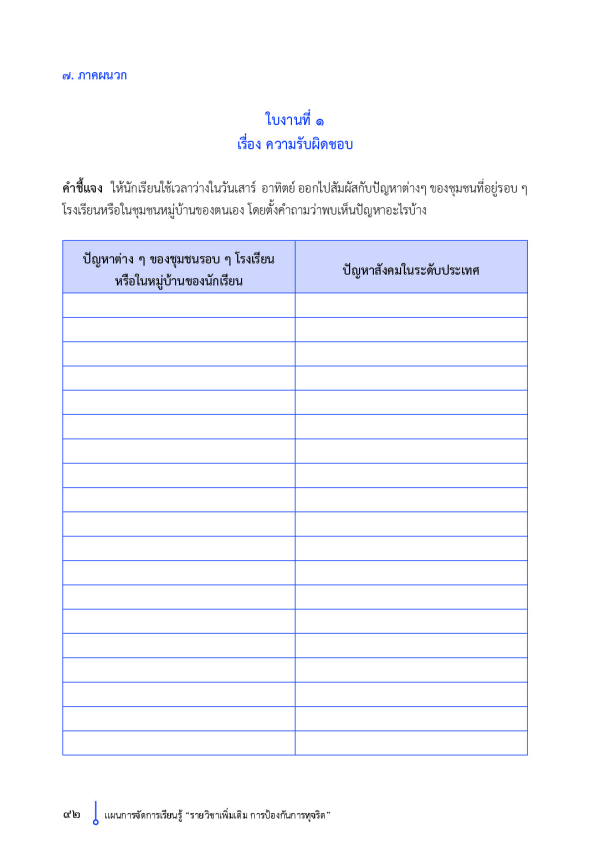 ๗. ภาคผนวก
ใบงานที่ ๑
เรื่อง ความรับผิดชอบ
คำชี้แจง ให้นักเรียนใช้เวลาว่างในวันเสาร์ อาทิตย์ ออกไปสัมผัสกับปัญหาต่างๆ ของชุมชนที่อยู่รอบ ๆ
โรงเรียนหรือในชุมชนหมู่บ้านของตนเอง โดยตั้งคำถามว่าพบเห็นปัญหาอะไรบ้าง
ปัญหาต่าง ๆ ของชุมชนรอบ ๆ โรงเรียน
หรือในหมู่บ้านของนักเรียน
ปัญหาสังคมในระดับประเทศ
๙๒ แผนการจัดการเรียนรู้ “รายวิชาเพิ่มเติม การป้องกันการทุจริต”